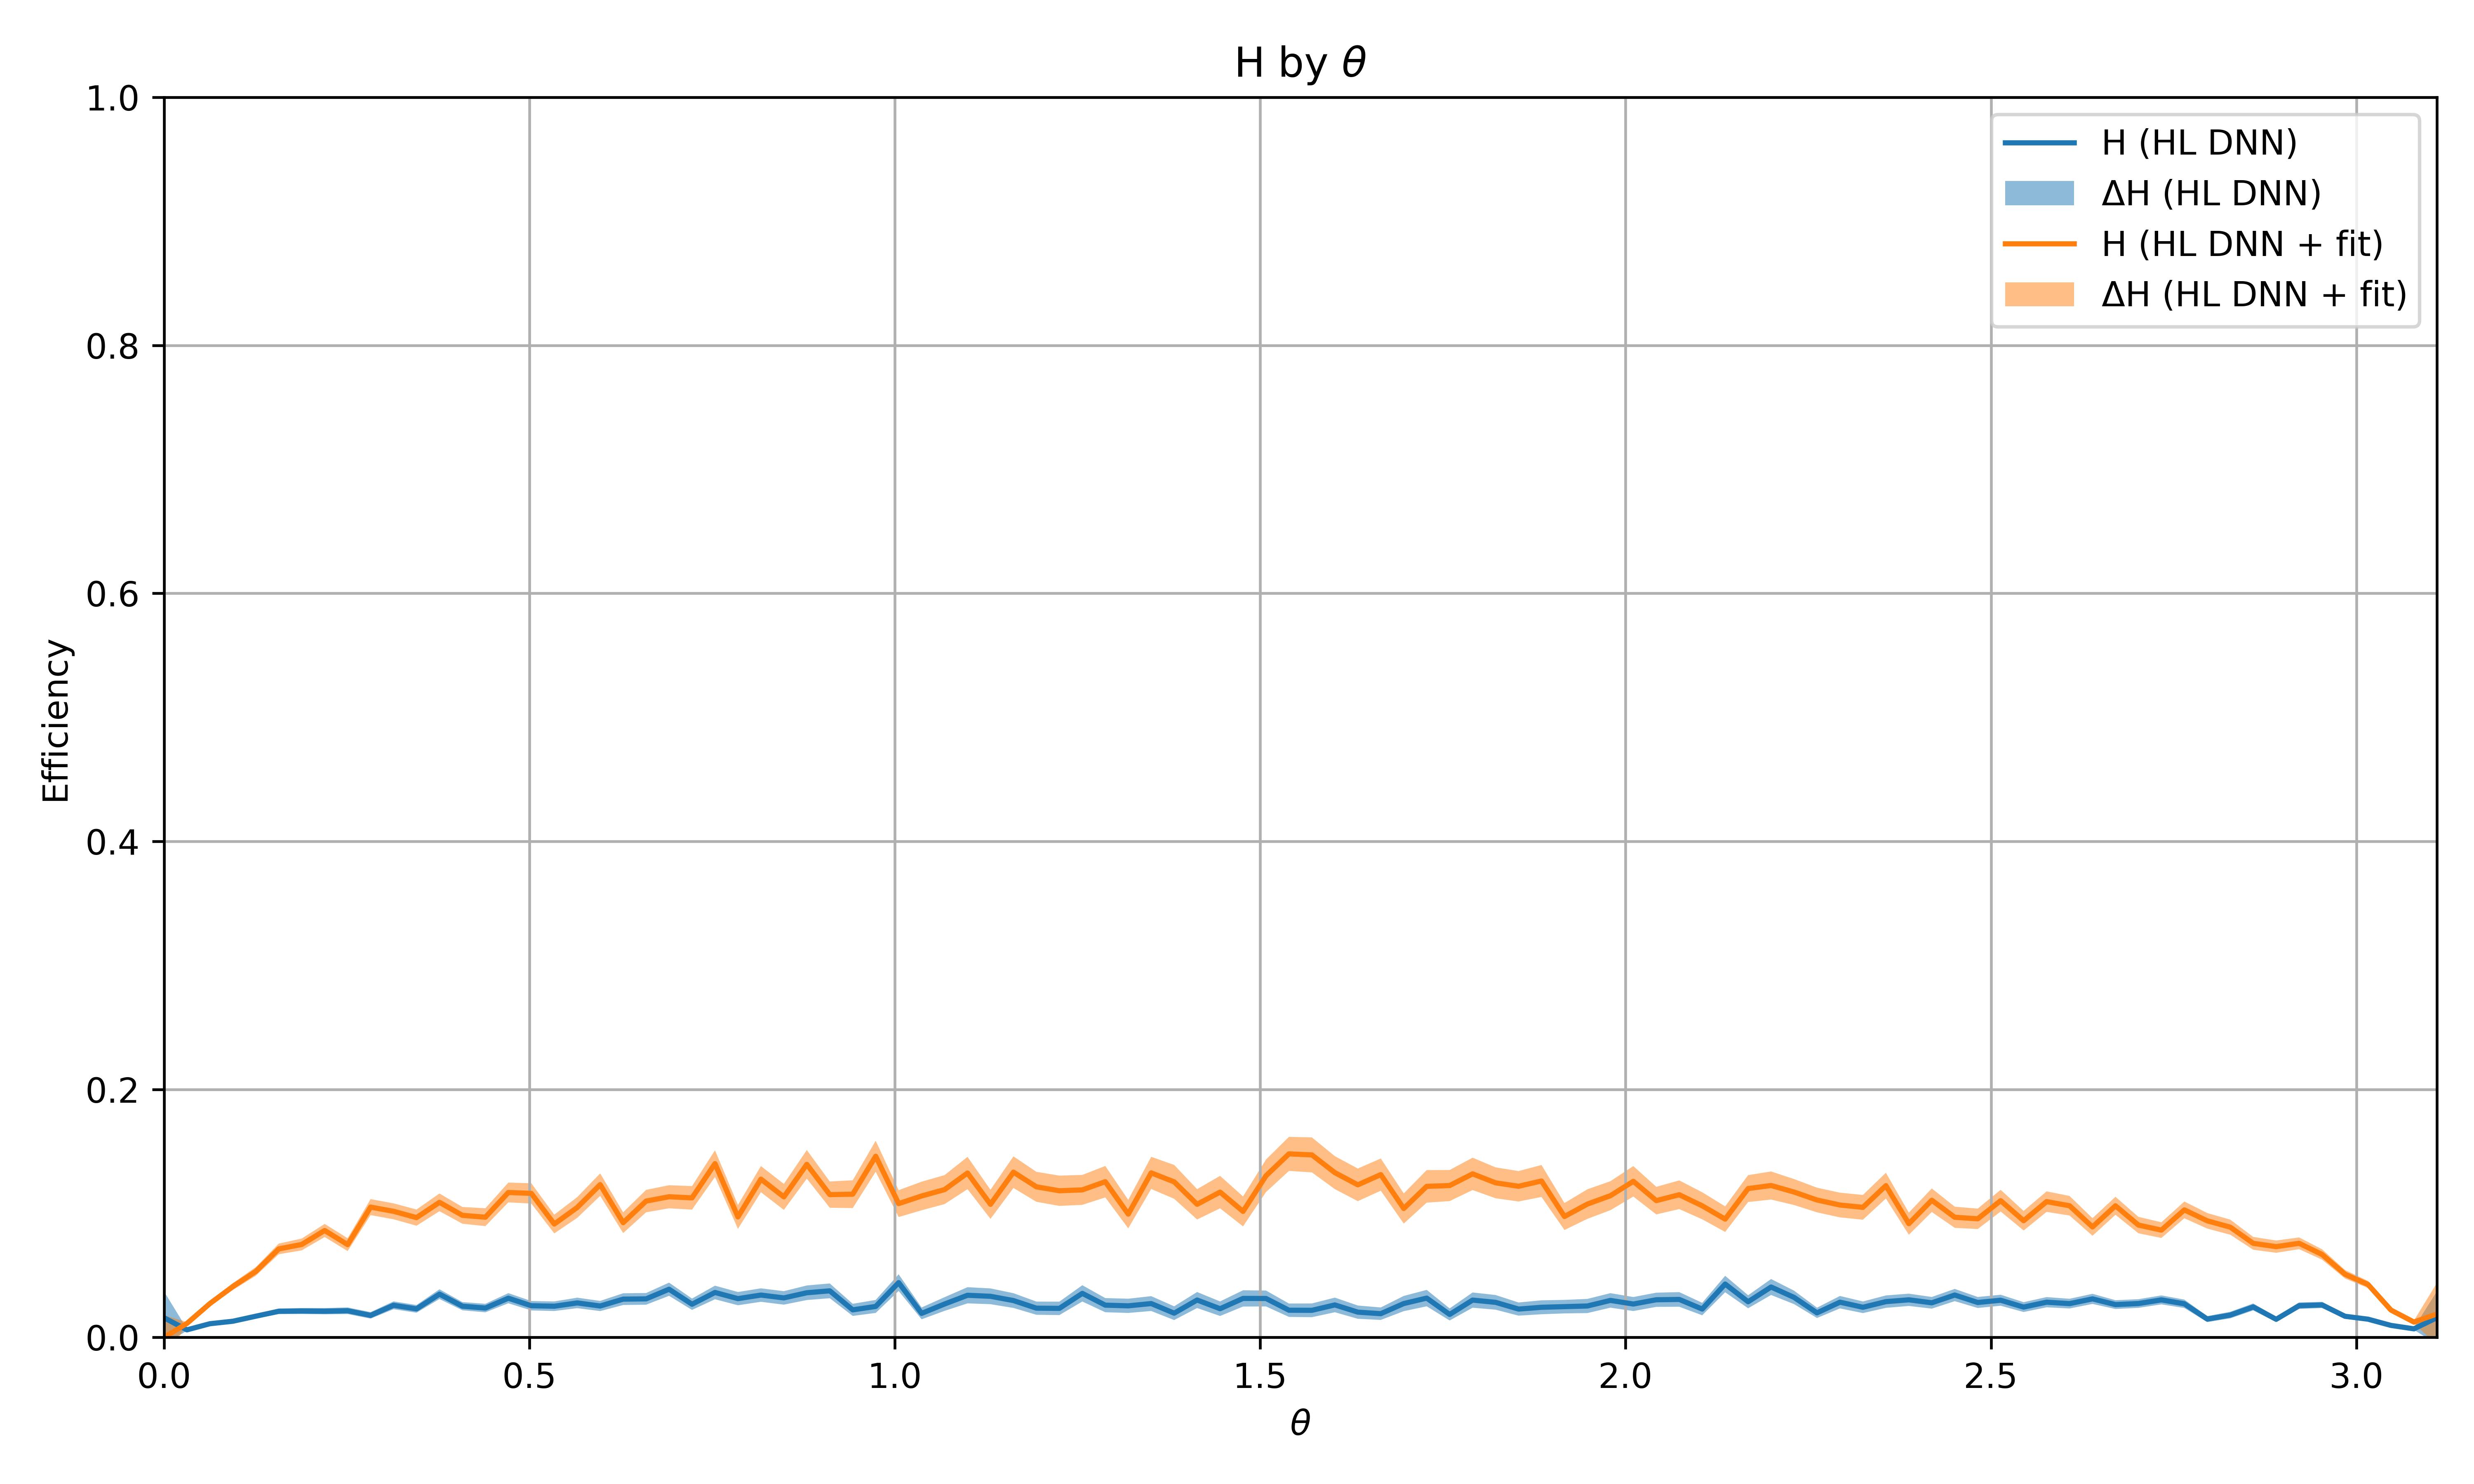 H by θ
1.0
0.8
0.6
0.4
0.2
0.0
Efficiency
H (HL DNN)
ΔH (HL DNN)
H (HL DNN + fit)
ΔH (HL DNN + fit)
0.0 0.5 1.0 1.5 2.0 2.5 3.0
θ